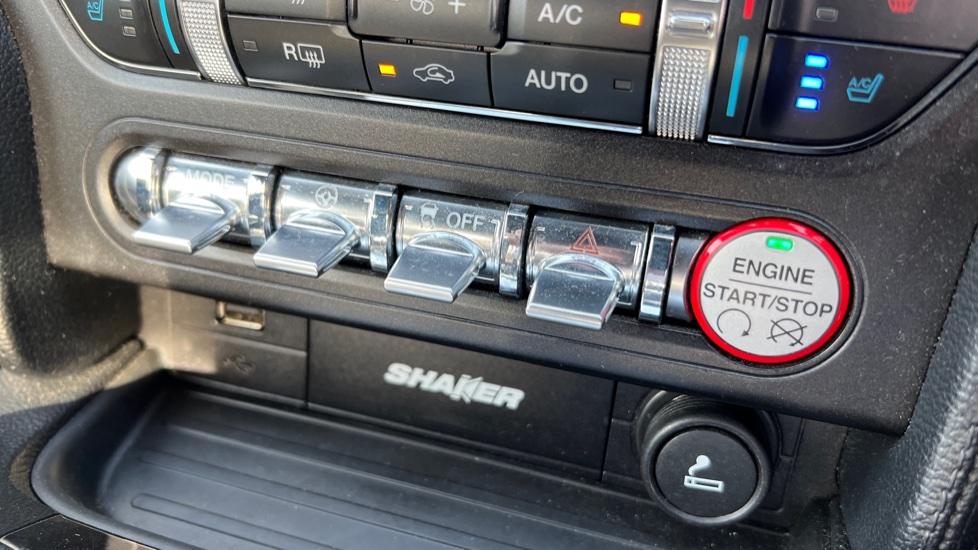 A/C
R
AUTO
A/C
MODE
OFF
ENGINE
START/STOP
SHAKER